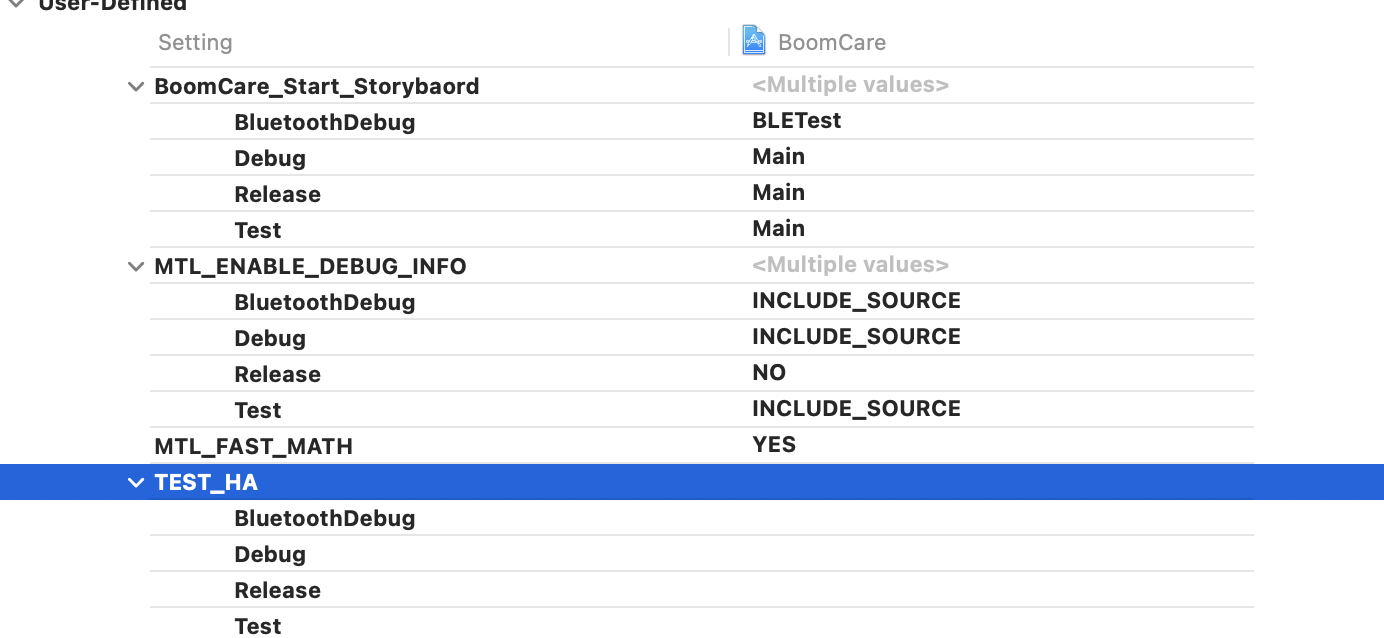 User-Defined
Setting BoomCare
BoomCare_Start_Storybaord <Multiple values>
BluetoothDebug BLETest
Debug Main
Release Main
Test Main
MTL_ENABLE_DEBUG_INFO <Multiple values>
BluetoothDebug INCLUDE_SOURCE
Debug INCLUDE_SOURCE
Release NO
Test INCLUDE_SOURCE
MTL_FAST_MATH YES
TEST_HA
BluetoothDebug
Debug
Release
Test